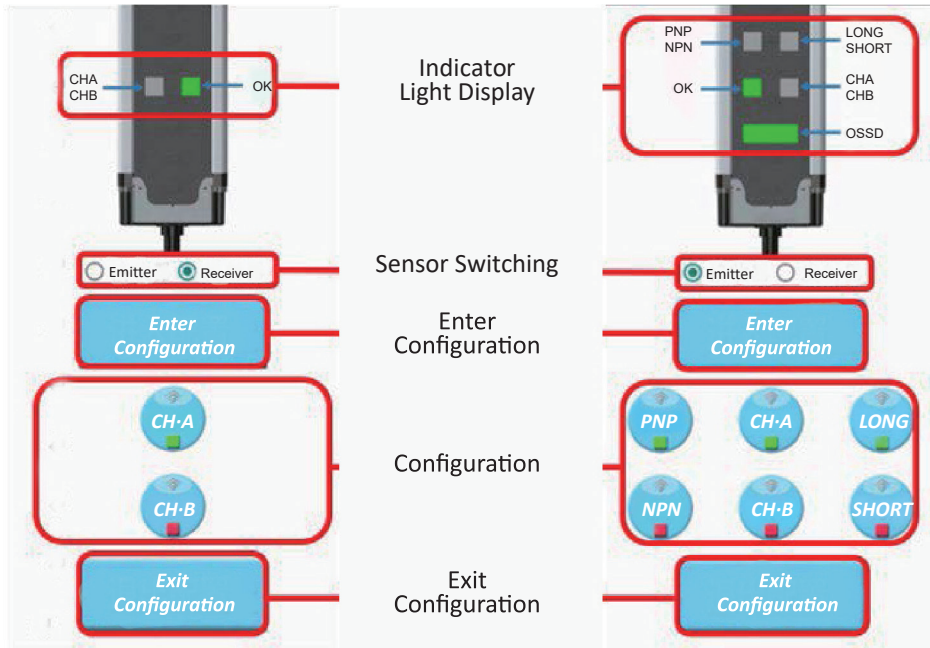 CHA
CHB
OK
Indicator
Light Display
PNP
NPN
LONG
SHORT
OK
CHA
CHB
OSSD
Emitter
Receiver
Sensor Switching
Emitter
Receiver
Enter
Configuration
Enter
Configuration
Enter
Configuration
CH·A
CH·B
Configuration
PNP
CH·A
LONG
NPN
CH·B
SHORT
Exit
Configuration
Exit
Configuration
Exit
Configuration